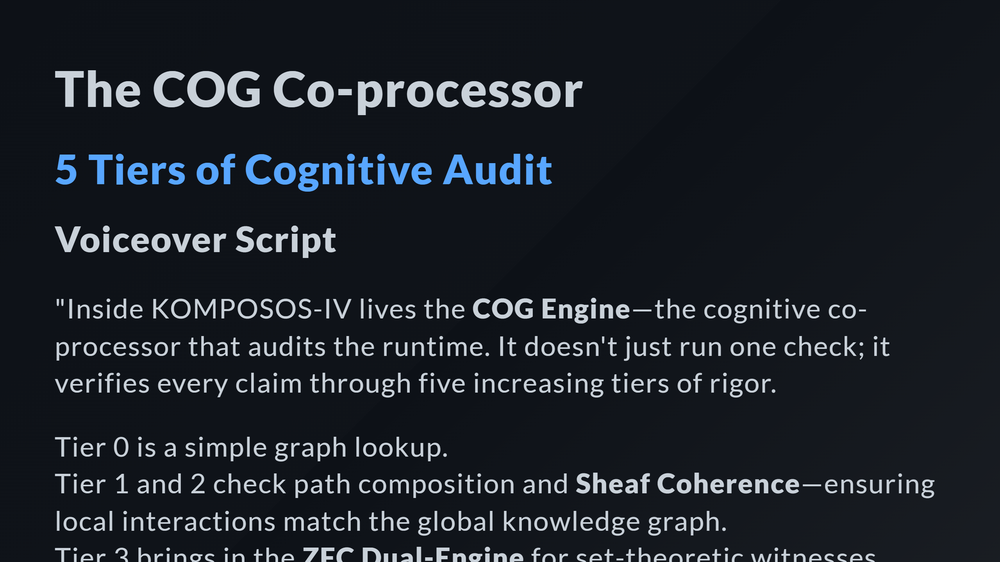 The COG Co-processor
5 Tiers of Cognitive Audit
Voiceover Script
"Inside KOMPOSOS-IV lives the COG Engine—the cognitive co-
processor that audits the runtime. It doesn't just run one check; it
verifies every claim through five increasing tiers of rigor.
Tier 0 is a simple graph lookup.
Tier 1 and 2 check path composition and Sheaf Coherence—ensuring
local interactions match the global knowledge graph.
Tier 3 brings in the ZFC Dual-Engine for set-theoretic witnesses